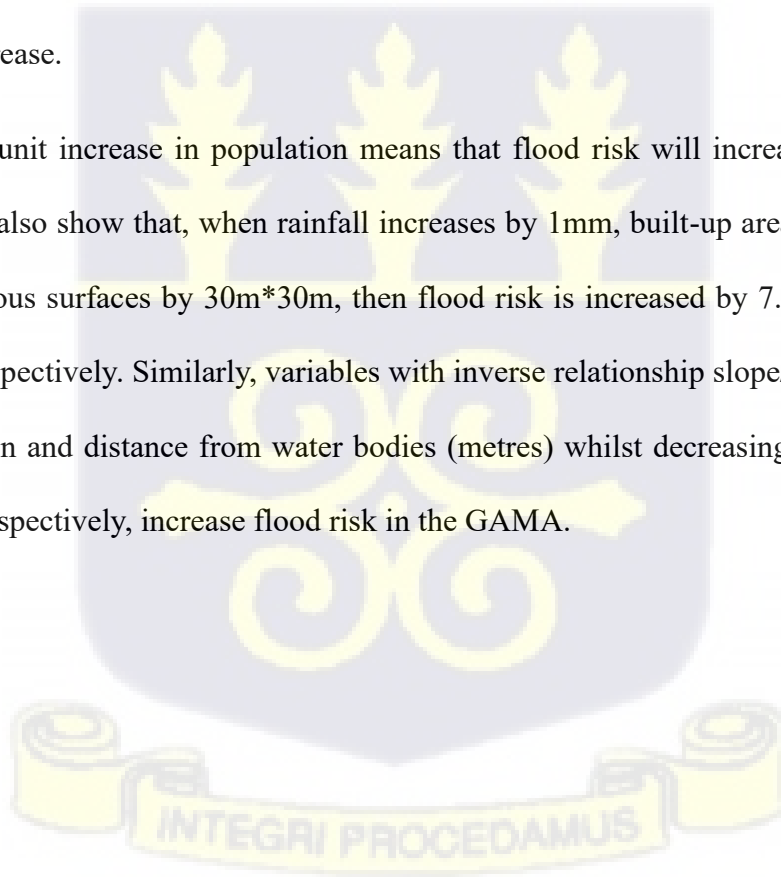 rease.
unit increase in population means that flood risk will increa
also show that, when rainfall increases by 1mm, built-up are
ous surfaces by 30m*30m, then flood risk is increased by 7.
pectively. Similarly, variables with inverse relationship slope
n and distance from water bodies (metres) whilst decreasing
spectively, increase flood risk in the GAMA.
INTEGRI PROCEDAMUS